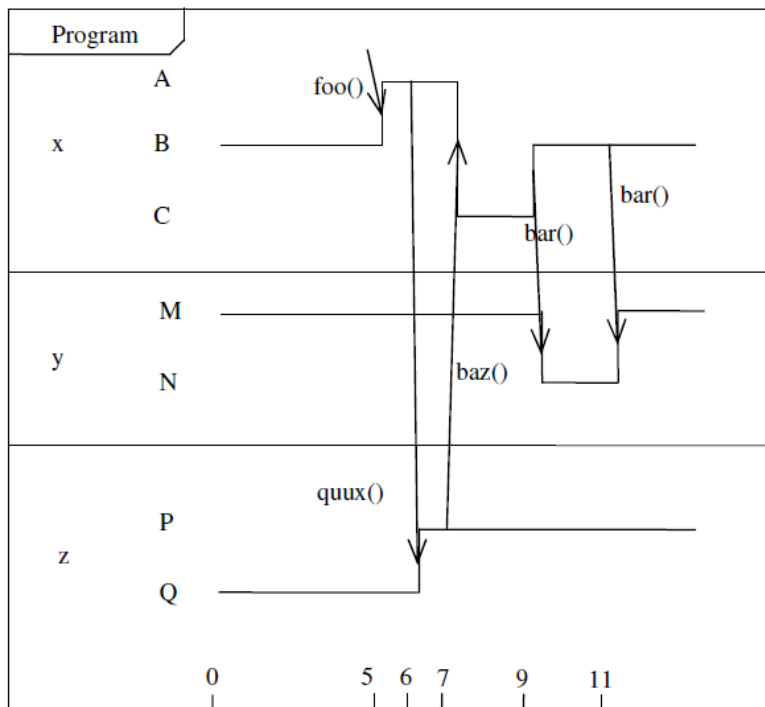 Program
A
foo()
x B
C
bar()
bar()
M
y
N
baz()
quux()
P
z
Q
0 5 6 7 9 11